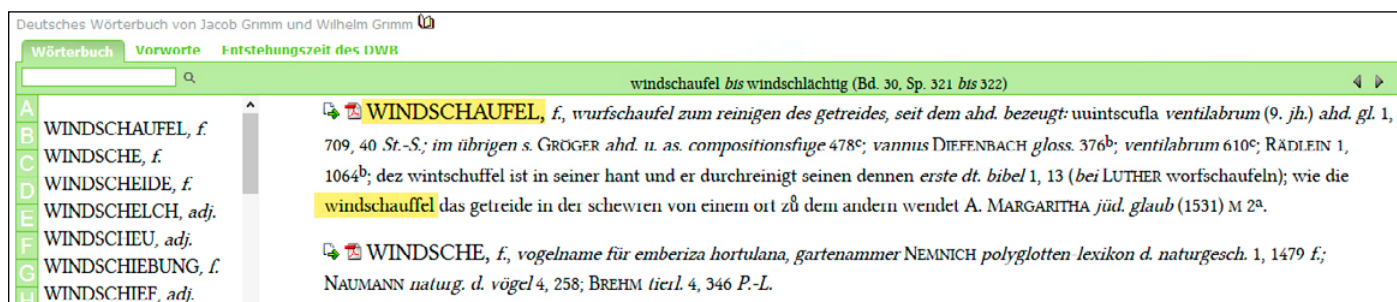 Deutsches Wörterbuch von Jacob Grimm und Wilhelm Grimm
Wörterbuch Vorworte Entstehungszeit des DWB
windschaufel bis windschlächtig (Bd. 30, Sp. 321 bis 322)
A
B
C
D
E
F
G
H
WINDSCHAUFEL, f.
WINDSCHE, f.
WINDSCHEIDE, f.
WINDSCHELCH, adj.
WINDSCHEU, adj.
WINDSCHIEBUNG, f.
WINDSCHIEF, adj.
WINDSCHAUFEL, f., wurfschaufel zum reinigen des getreides, seit dem ahd. bezeugt: uuintscufla ventilabrum (9. jh.) ahd. gl. 1,
709, 40 St.-S.; im übrigen s. GRÖGER ahd. u. as. compositionsfuge 478c; vannus DIEFENBACH gloss. 376b; ventilabrum 610c; RÄDLEIN 1,
1064b; dez wintschuffel ist in seiner hant und er durchreinigt seinen dennen erste dt. bibel 1, 13 (bei LUTHER worfschaufeln); wie die
windschauffel das getreide in der schewren von einem ort zů dem andern wendet A. MARGARITHA jüd. glaub (1531) M 2a.
WINDSCHE, f., vogelname für emberiza hortulana, gartenammer NEMNICH polyglotten-lexikon d. naturgesch. 1, 1479 f.;
NAUMANN naturg. d. vögel 4, 258; BREHM tierl. 4, 346 P.-L.